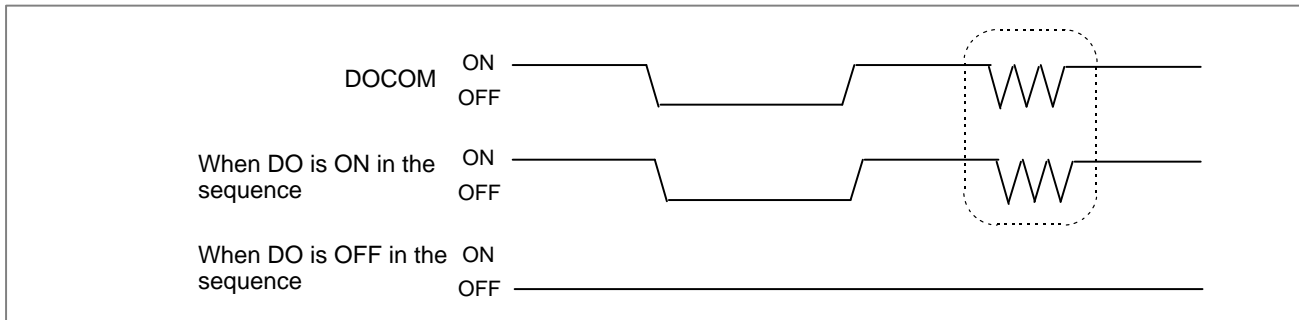 DOCOM
ON
OFF
When DO is ON in the
sequence
ON
OFF
When DO is OFF in the
sequence
ON
OFF